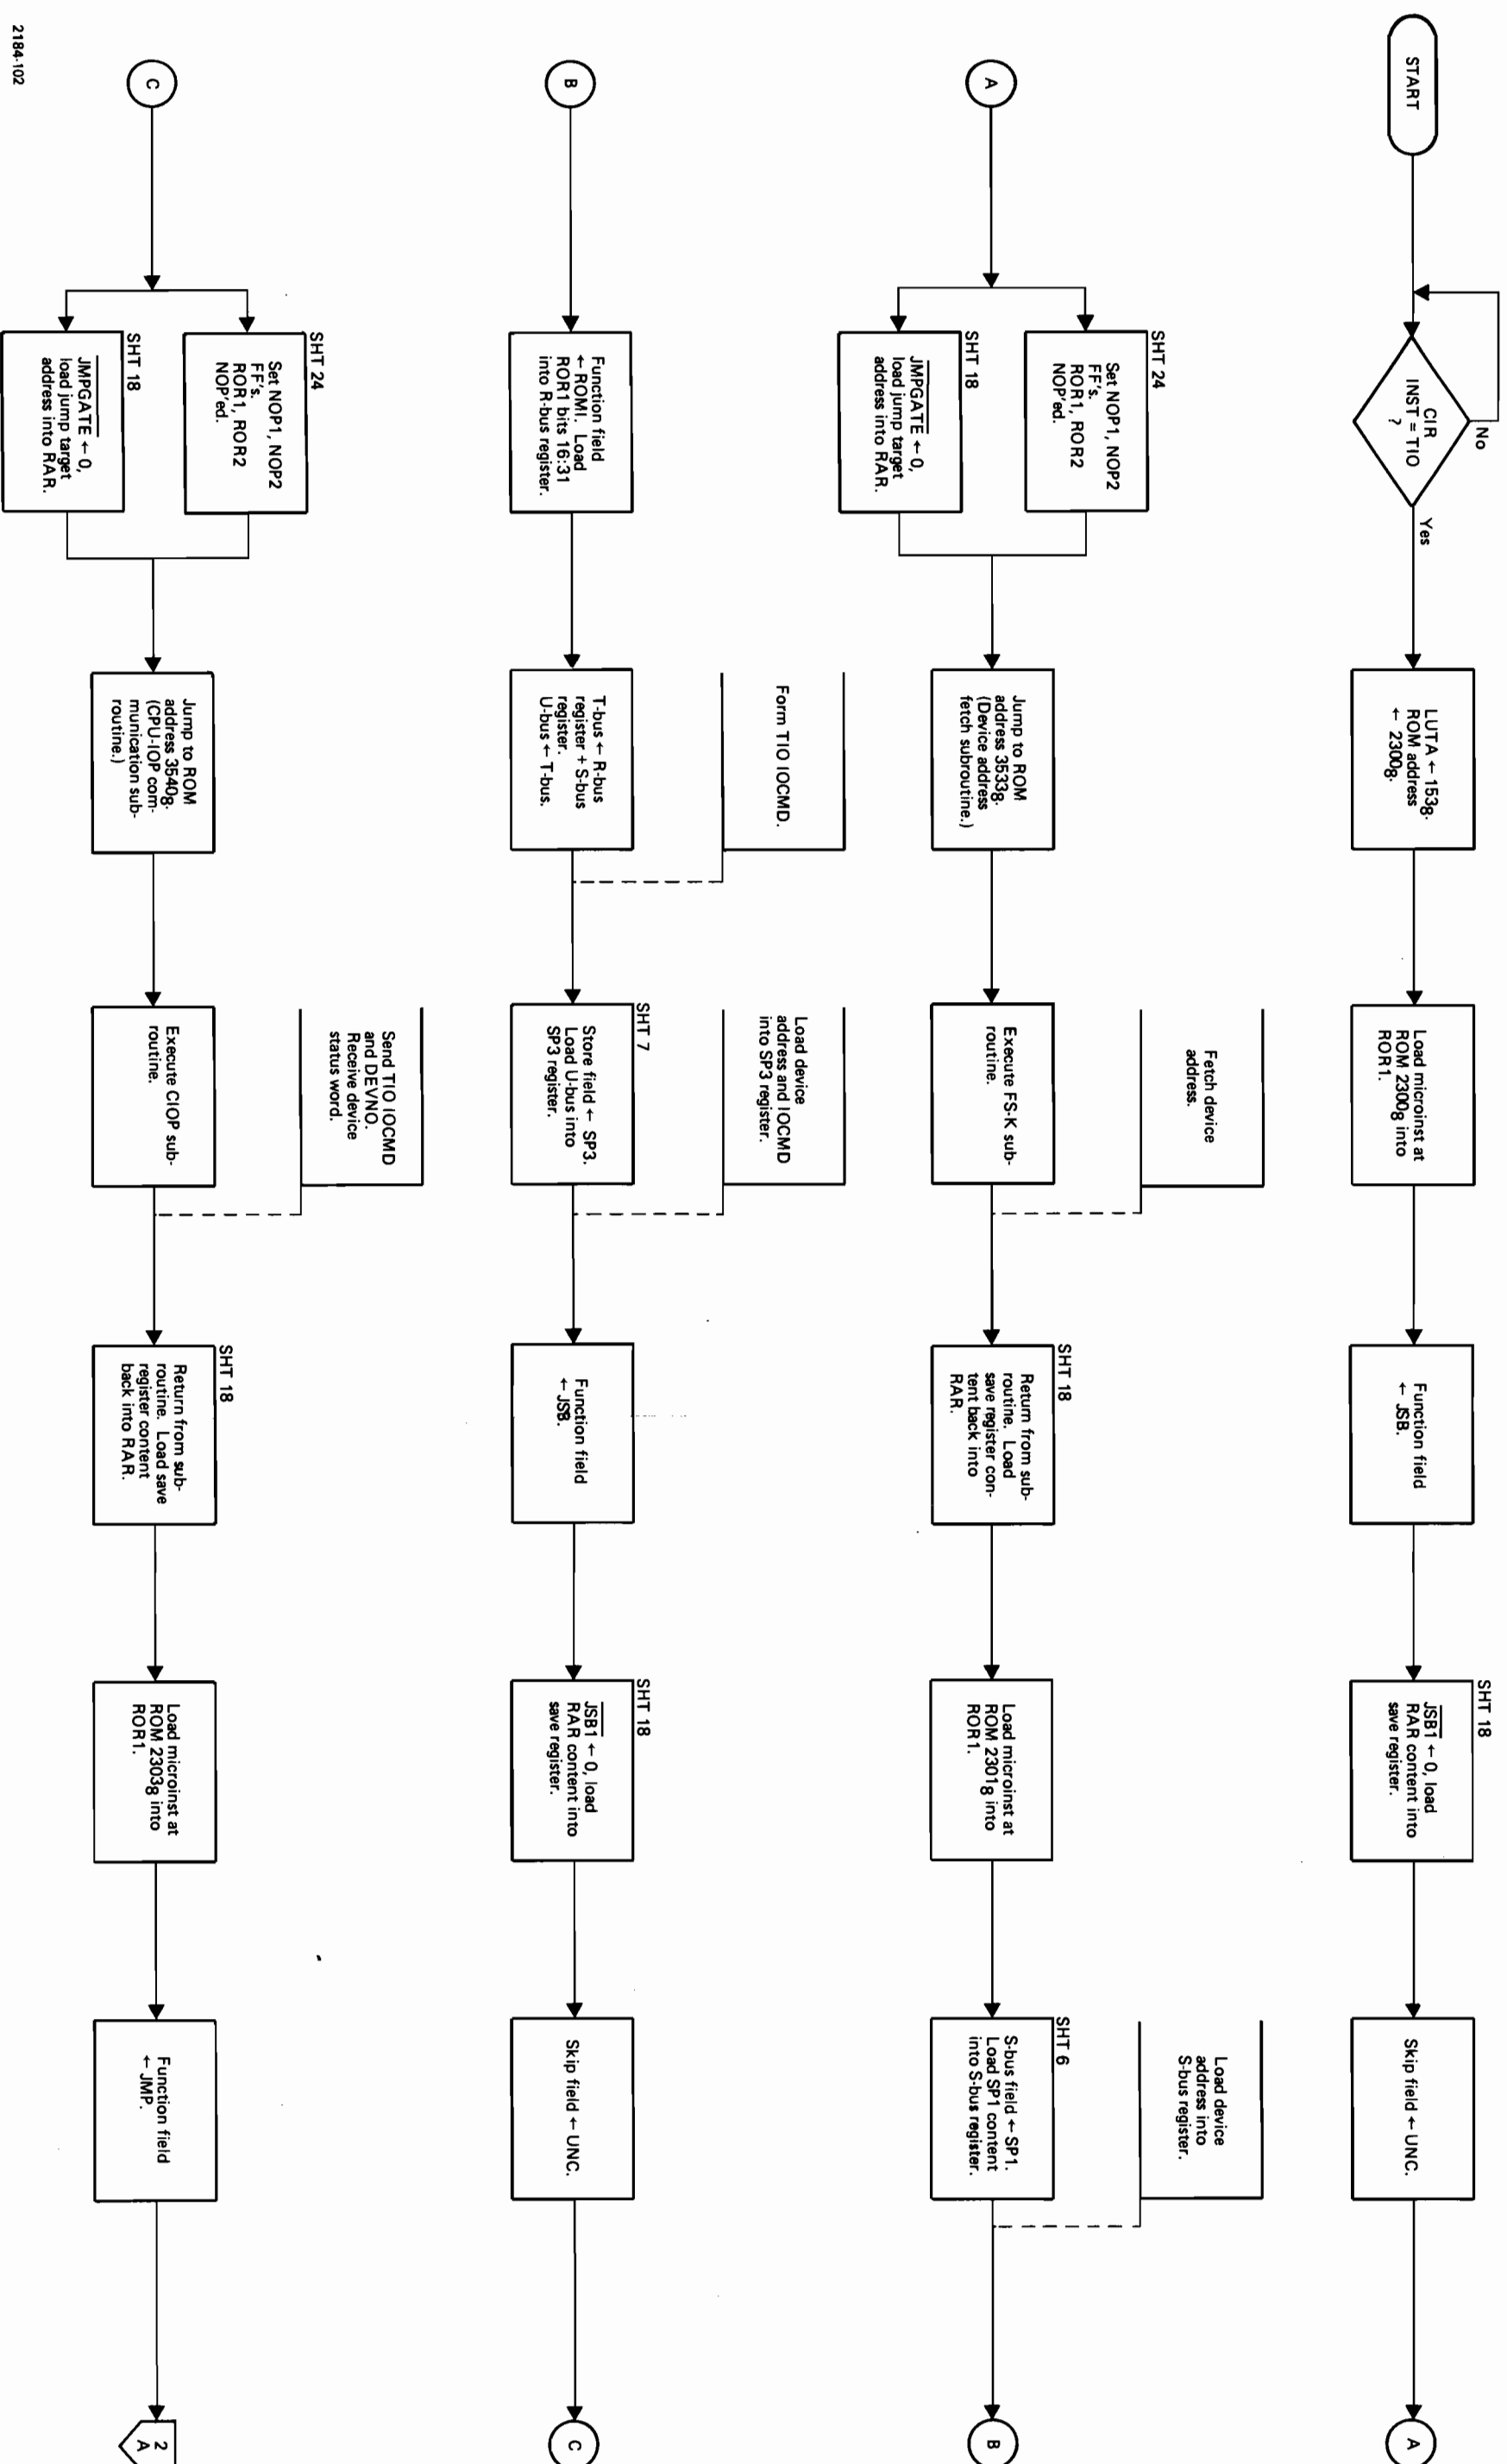 START
CIR
INST = TIO
?
No
Yes
LUTA ← 153₈.
ROM address
← 2300₈.
Load microinst at
ROM 2300₈ into
ROR1.
Function field
← JSB.
SHT 18
J̅S̅B̅1̅ ← 0, load
RAR content into
save register.
Skip field ← UNC.
A
A
SHT 24
Set NOP1, NOP2
FF's.
ROR1, ROR2
NOP'ed.
SHT 18
J̅M̅P̅G̅A̅T̅E̅ ← 0,
load jump target
address into RAR.
Jump to ROM
address 3533₈.
(Device address
fetch subroutine.)
Fetch device
address.
Execute FS-K sub-
routine.
SHT 18
Return from sub-
routine. Load
save register con-
tent back into
RAR.
Load microinst at
ROM 2301₈ into
ROR1.
Load device
address into
S-bus register.
SHT 6
S-bus field ← SP1.
Load SP1 content
into S-bus register.
B
B
Function field
← ROMI. Load
ROR1 bits 16:31
into R-bus register.
Form TIO IOCMD.
T-bus ← R-bus
register + S-bus
register.
U-bus ← T-bus.
Load device
address and IOCMD
into SP3 register.
SHT 7
Store field ← SP3.
Load U-bus into
SP3 register.
Function field
← JSB.
SHT 18
J̅S̅B̅1̅ ← 0, load
RAR content into
save register.
Skip field ← UNC.
C
C
SHT 24
Set NOP1, NOP2
FF's.
ROR1, ROR2
NOP'ed.
SHT 18
J̅M̅P̅G̅A̅T̅E̅ ← 0,
load jump target
address into RAR.
Jump to ROM
address 3540₈.
(CPU-IOP com-
munication sub-
routine.)
Send TIO IOCMD
and DEVNO.
Receive device
status word.
Execute CIOP sub-
routine.
SHT 18
Return from sub-
routine. Load save
register content
back into RAR.
Load microinst at
ROM 2303₈ into
ROR1.
Function field
← JMP.
2
A
2184-102